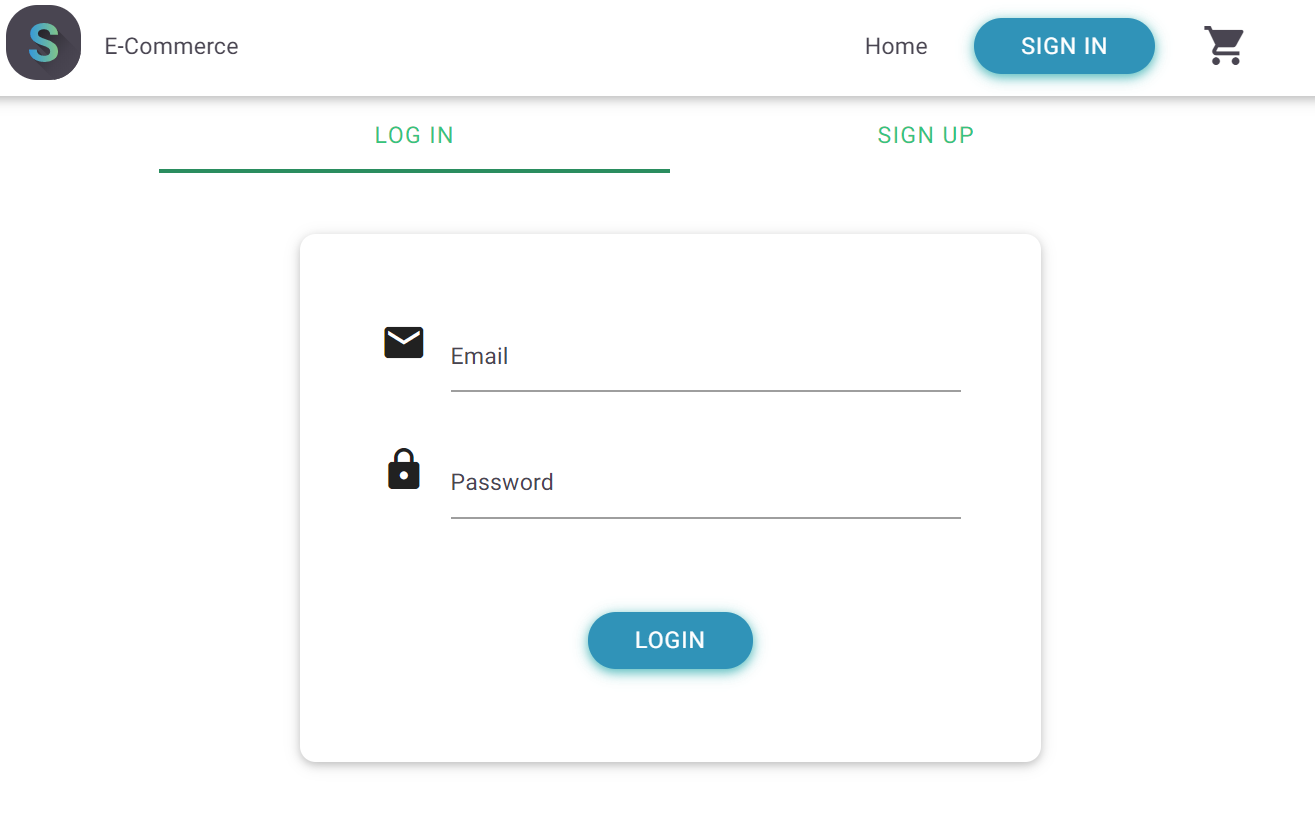 S
E-Commerce
Home
SIGN IN
LOG IN
SIGN UP
Email
Password
LOGIN